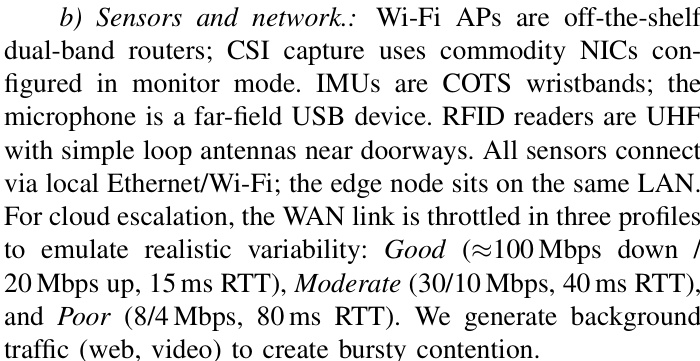 b) Sensors and network.: Wi-Fi APs are off-the-shelf
dual-band routers; CSI capture uses commodity NICs con-
figured in monitor mode. IMUs are COTS wristbands; the
microphone is a far-field USB device. RFID readers are UHF
with simple loop antennas near doorways. All sensors connect
via local Ethernet/Wi-Fi; the edge node sits on the same LAN.
For cloud escalation, the WAN link is throttled in three profiles
to emulate realistic variability: Good (≈100 Mbps down /
20 Mbps up, 15 ms RTT), Moderate (30/10 Mbps, 40 ms RTT),
and Poor (8/4 Mbps, 80 ms RTT). We generate background
traffic (web, video) to create bursty contention.